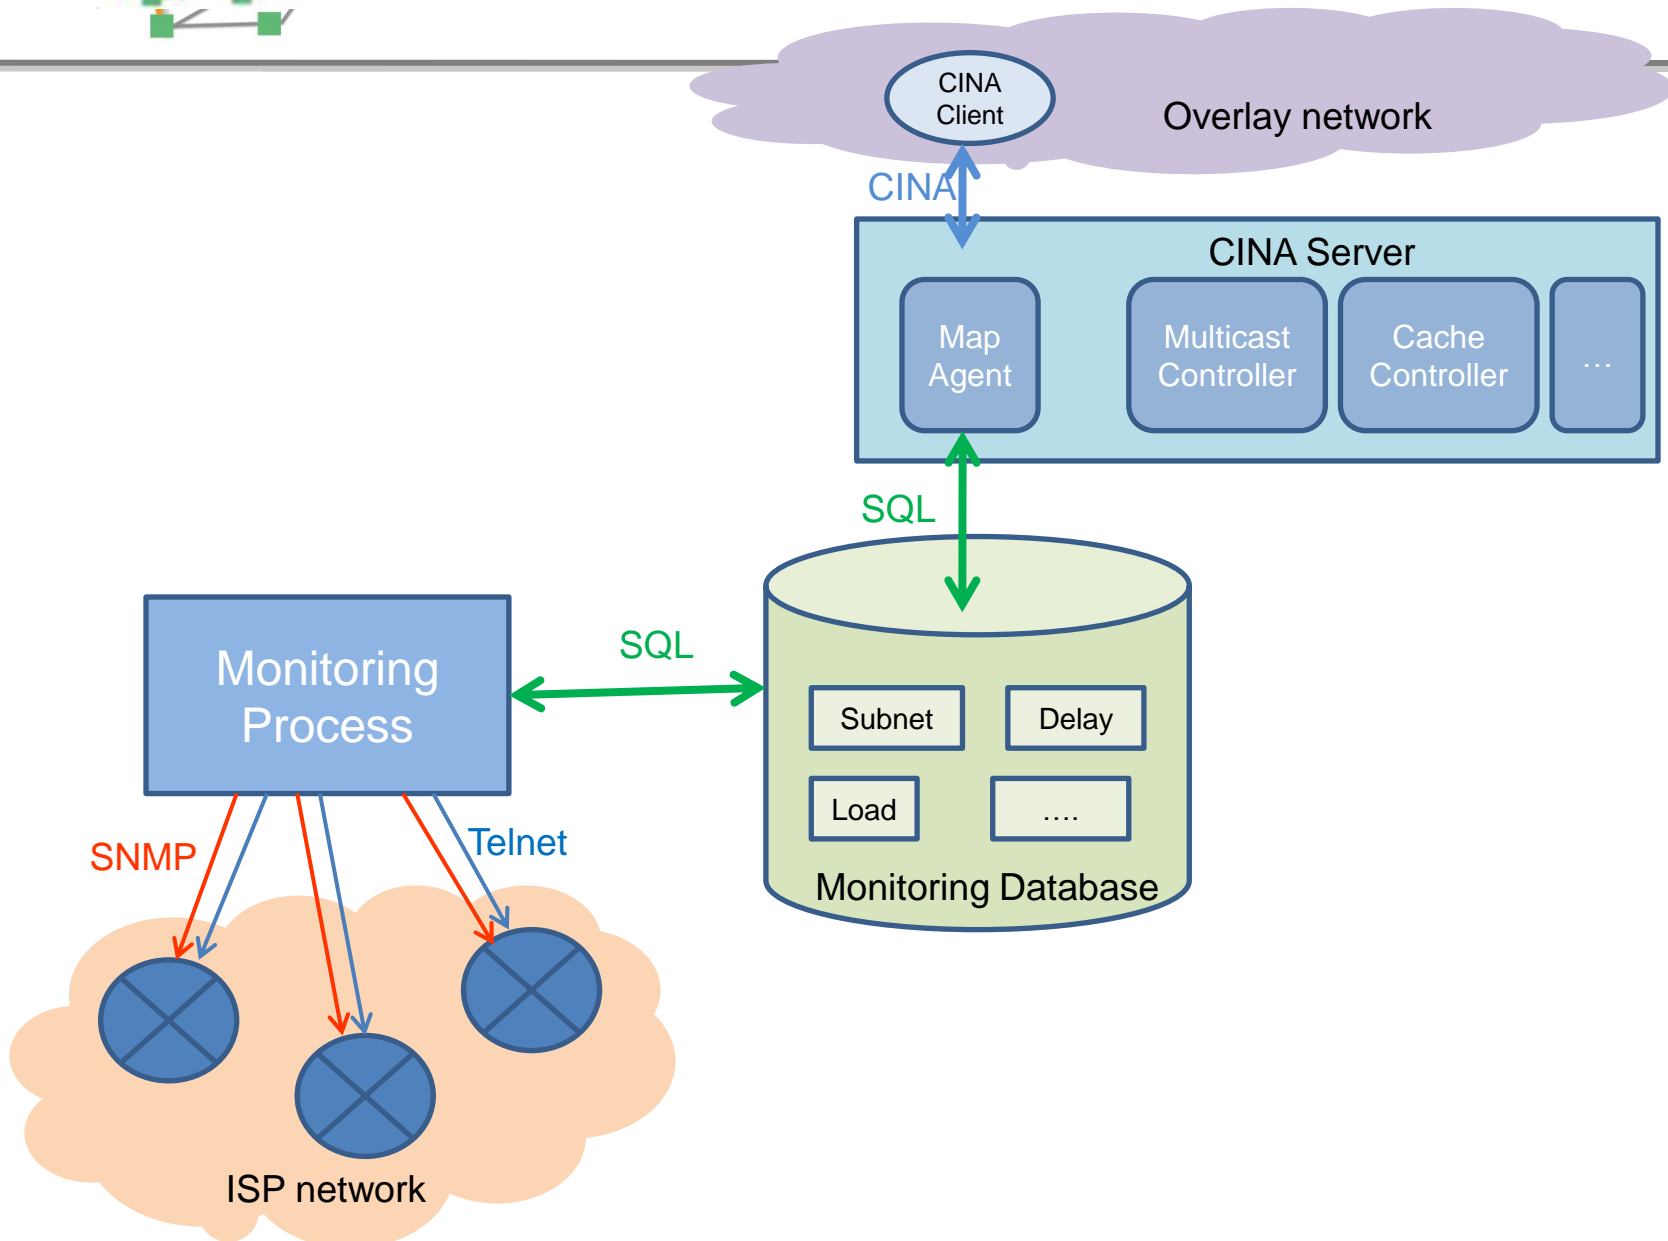 CINA
Client
Overlay network
CINA
CINA Server
Map
Agent
Multicast
Controller
Cache
Controller
…
SQL
SQL
Monitoring
Process
Subnet
Delay
Load
….
Monitoring Database
SNMP
Telnet
ISP network